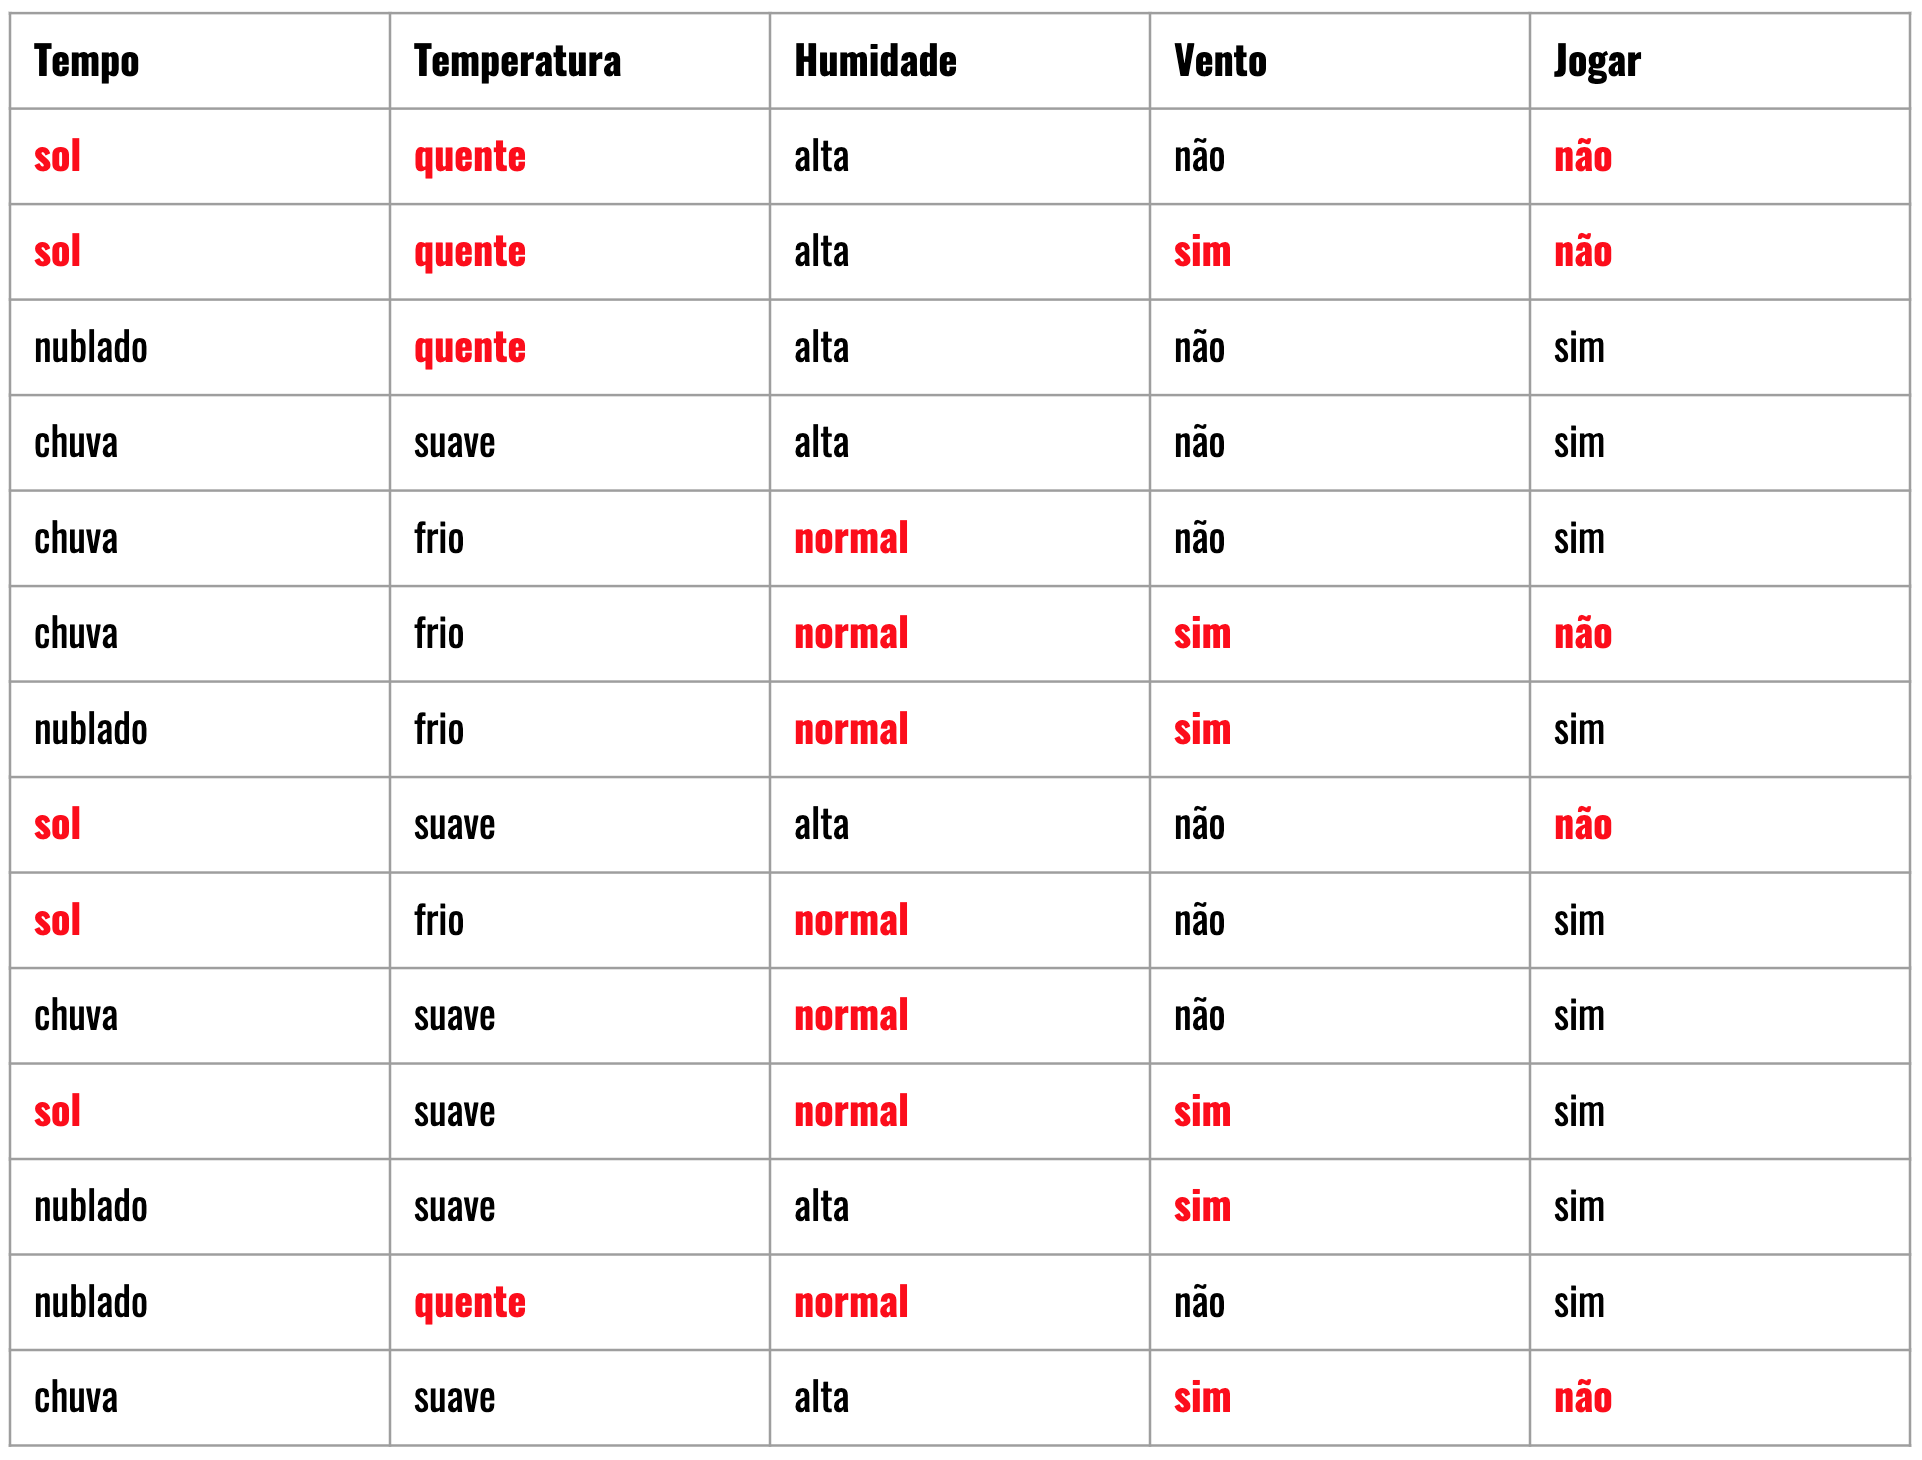 Tempo Temperatura Humidade Vento Jogar
sol quente alta não não
sol quente alta sim não
nublado quente alta não sim
chuva suave alta não sim
chuva frio normal não sim
chuva frio normal sim não
nublado frio normal sim sim
sol suave alta não não
sol frio normal não sim
chuva suave normal não sim
sol suave normal sim sim
nublado suave alta sim sim
nublado quente normal não sim
chuva suave alta sim não